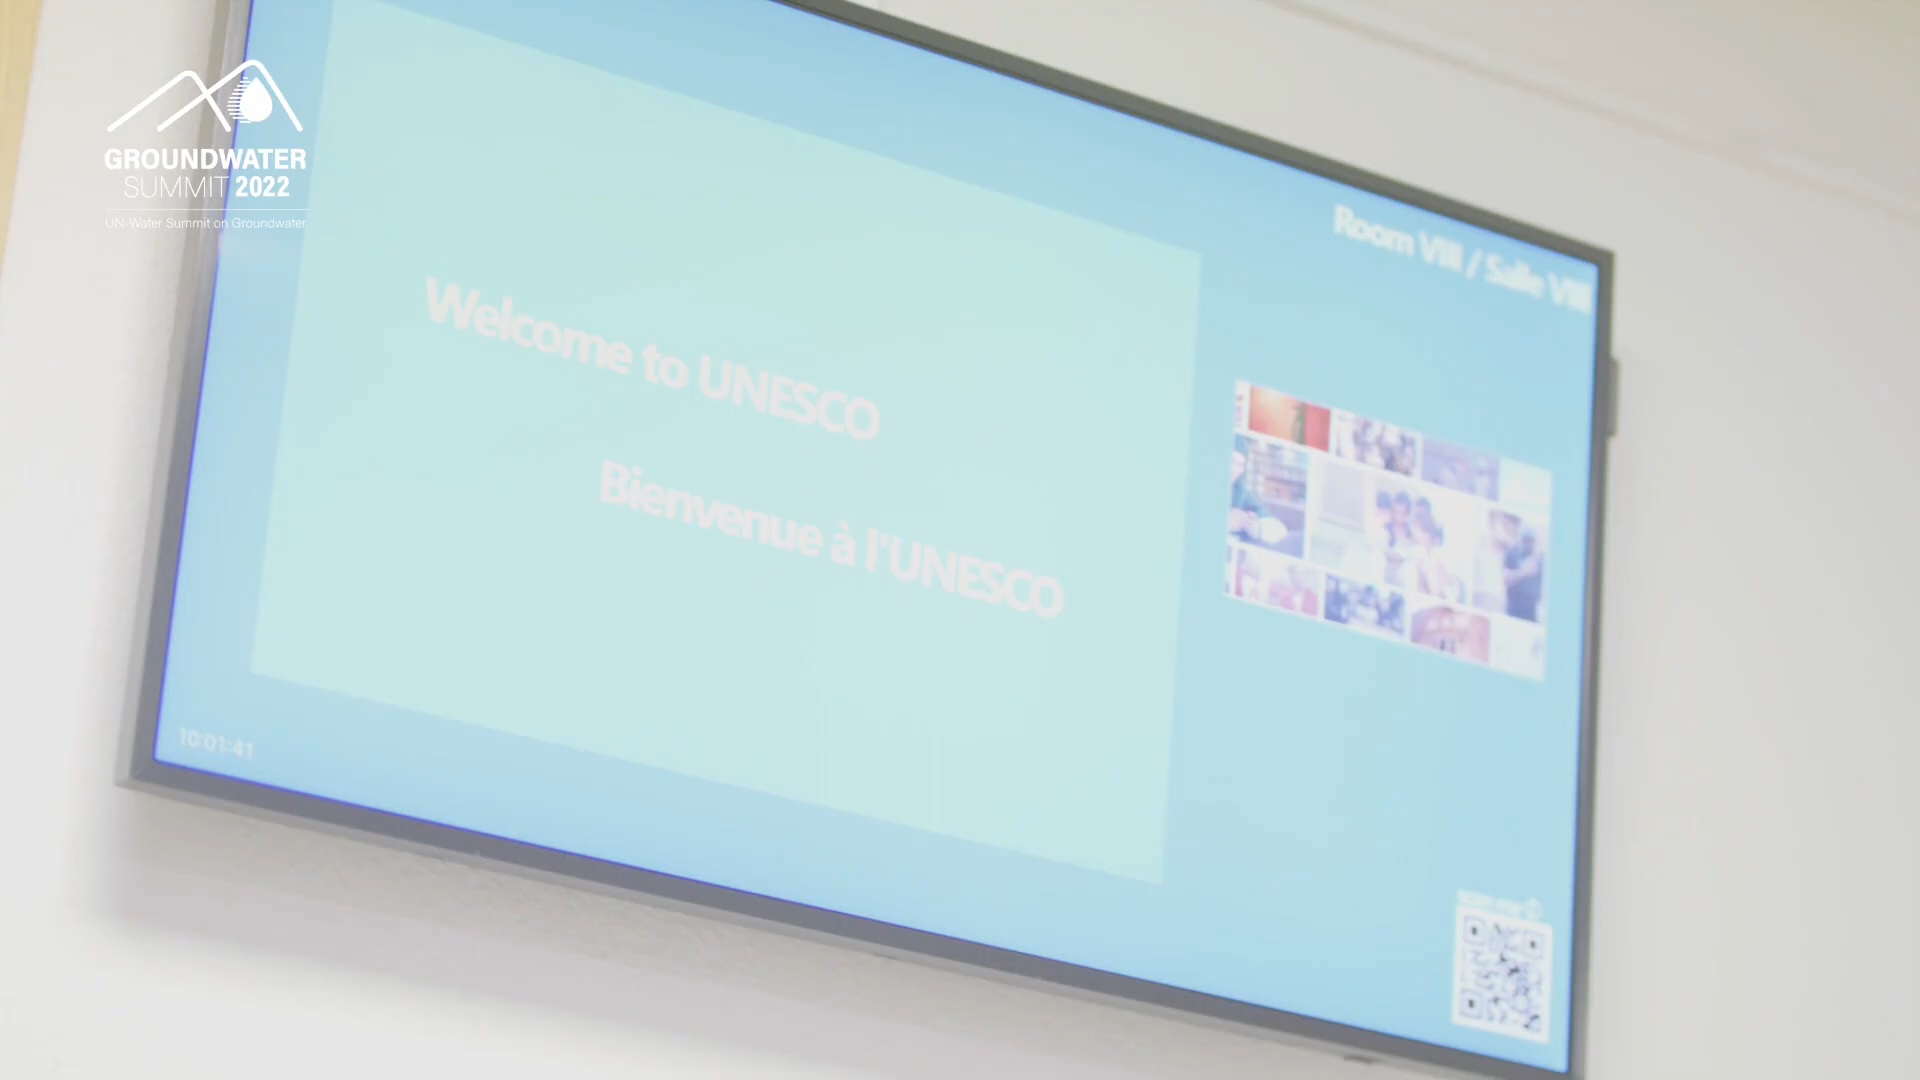 GROUNDWATER
SUMMIT 2022
UN-Water Summit on Groundwater
Room VIII / Salle VIII
Welcome to UNESCO
Bienvenue à l'UNESCO
10:01:41